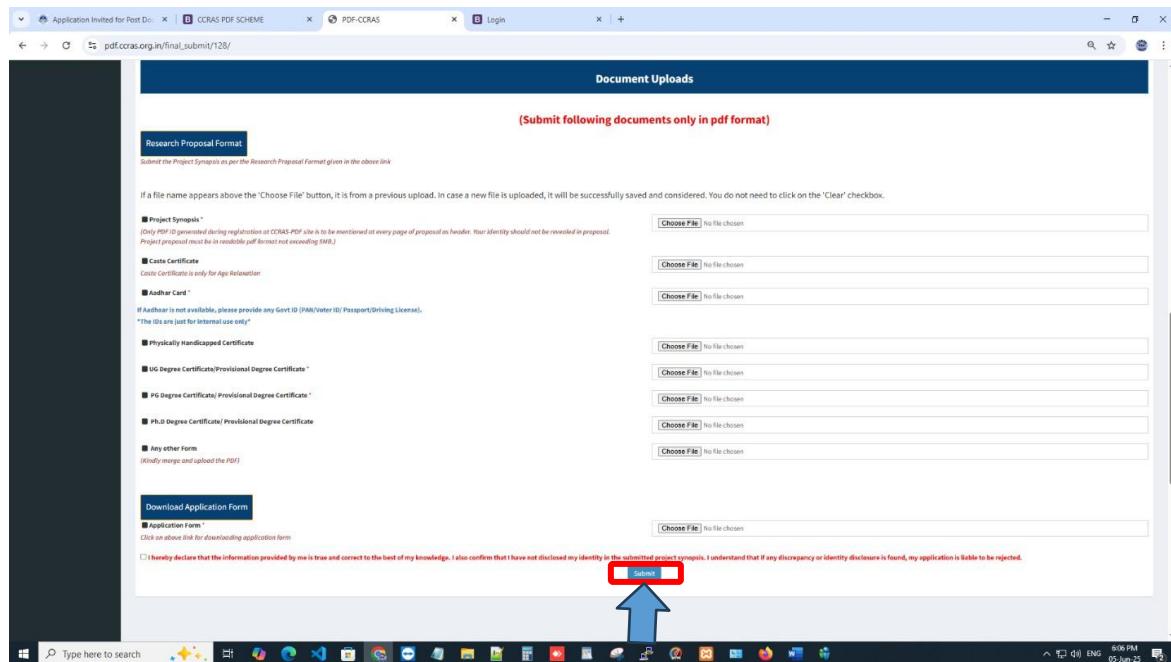 Application Invited for Post Do
CCRAS PDF SCHEME
PDF-CCRAS
Login
pdf.ccras.org.in/final_submit/128/
Document Uploads
(Submit following documents only in pdf format)
Research Proposal Format
Submit the Project Synopsis as per the Research Proposal Format given in the above link
If a file name appears above the 'Choose File' button, it is from a previous upload. In case a new file is uploaded, it will be successfully saved and considered. You do not need to click on the 'Clear' checkbox.
Project Synopsis *
Choose File No file chosen
(Only PDF ID generated during registration at CCRAS-PDF site is to be mentioned at every page of proposal as header. Your identity should not be revealed in proposal.
Project proposal must be in readable pdf format not exceeding 5MB.)
Caste Certificate
Choose File No file chosen
Caste Certificate is only for Age Relaxation
Aadhar Card *
Choose File No file chosen
If Aadhaar is not available, please provide any Govt ID (PAN/Voter ID/ Passport/Driving License).
*The IDs are just for internal use only*
Physically Handicapped Certificate
Choose File No file chosen
UG Degree Certificate/Provisional Degree Certificate *
Choose File No file chosen
PG Degree Certificate/ Provisional Degree Certificate *
Choose File No file chosen
Ph.D Degree Certificate/ Provisional Degree Certificate
Choose File No file chosen
Any other Form
Choose File No file chosen
(Kindly merge and upload the PDF)
Download Application Form
Application Form *
Choose File No file chosen
Click on above link for downloading application form
I hereby declare that the information provided by me is true and correct to the best of my knowledge. I also confirm that I have not disclosed my identity in the submitted project synopsis. I understand that if any discrepancy or identity disclosure is found, my application is liable to be rejected.
Submit
Type here to search
ENG
6:06 PM
05-Jun-25